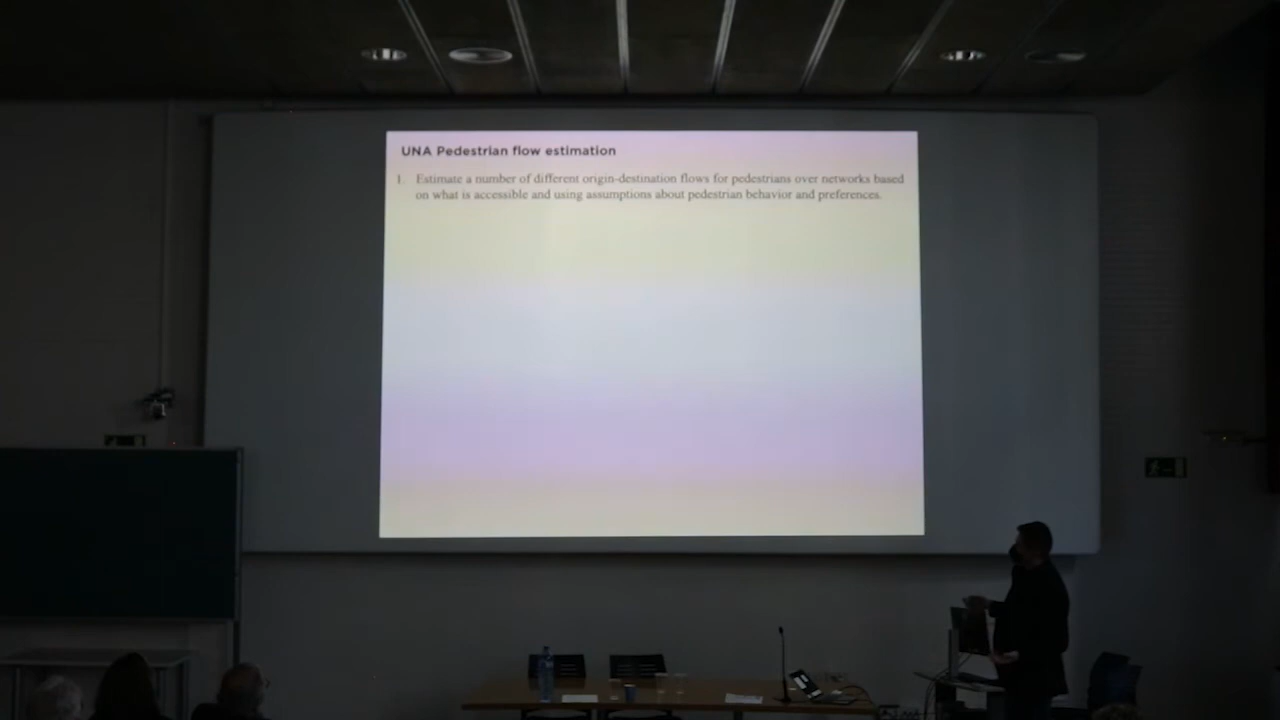 UNA Pedestrian flow estimation
1. Estimate a number of different origin-destination flows for pedestrians over networks based
on what is accessible and using assumptions about pedestrian behavior and preferences.